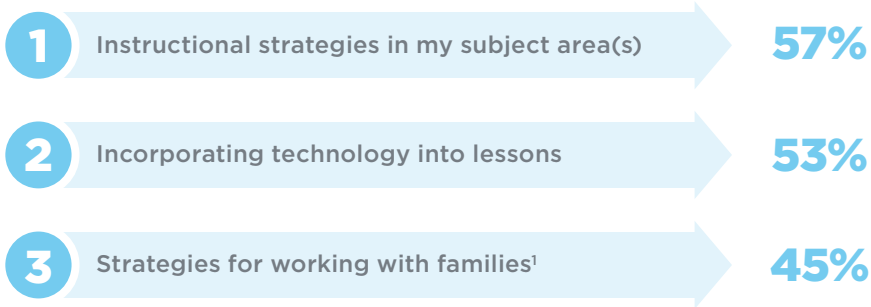 1 Instructional strategies in my subject area(s) 57%
2 Incorporating technology into lessons 53%
3 Strategies for working with families¹ 45%